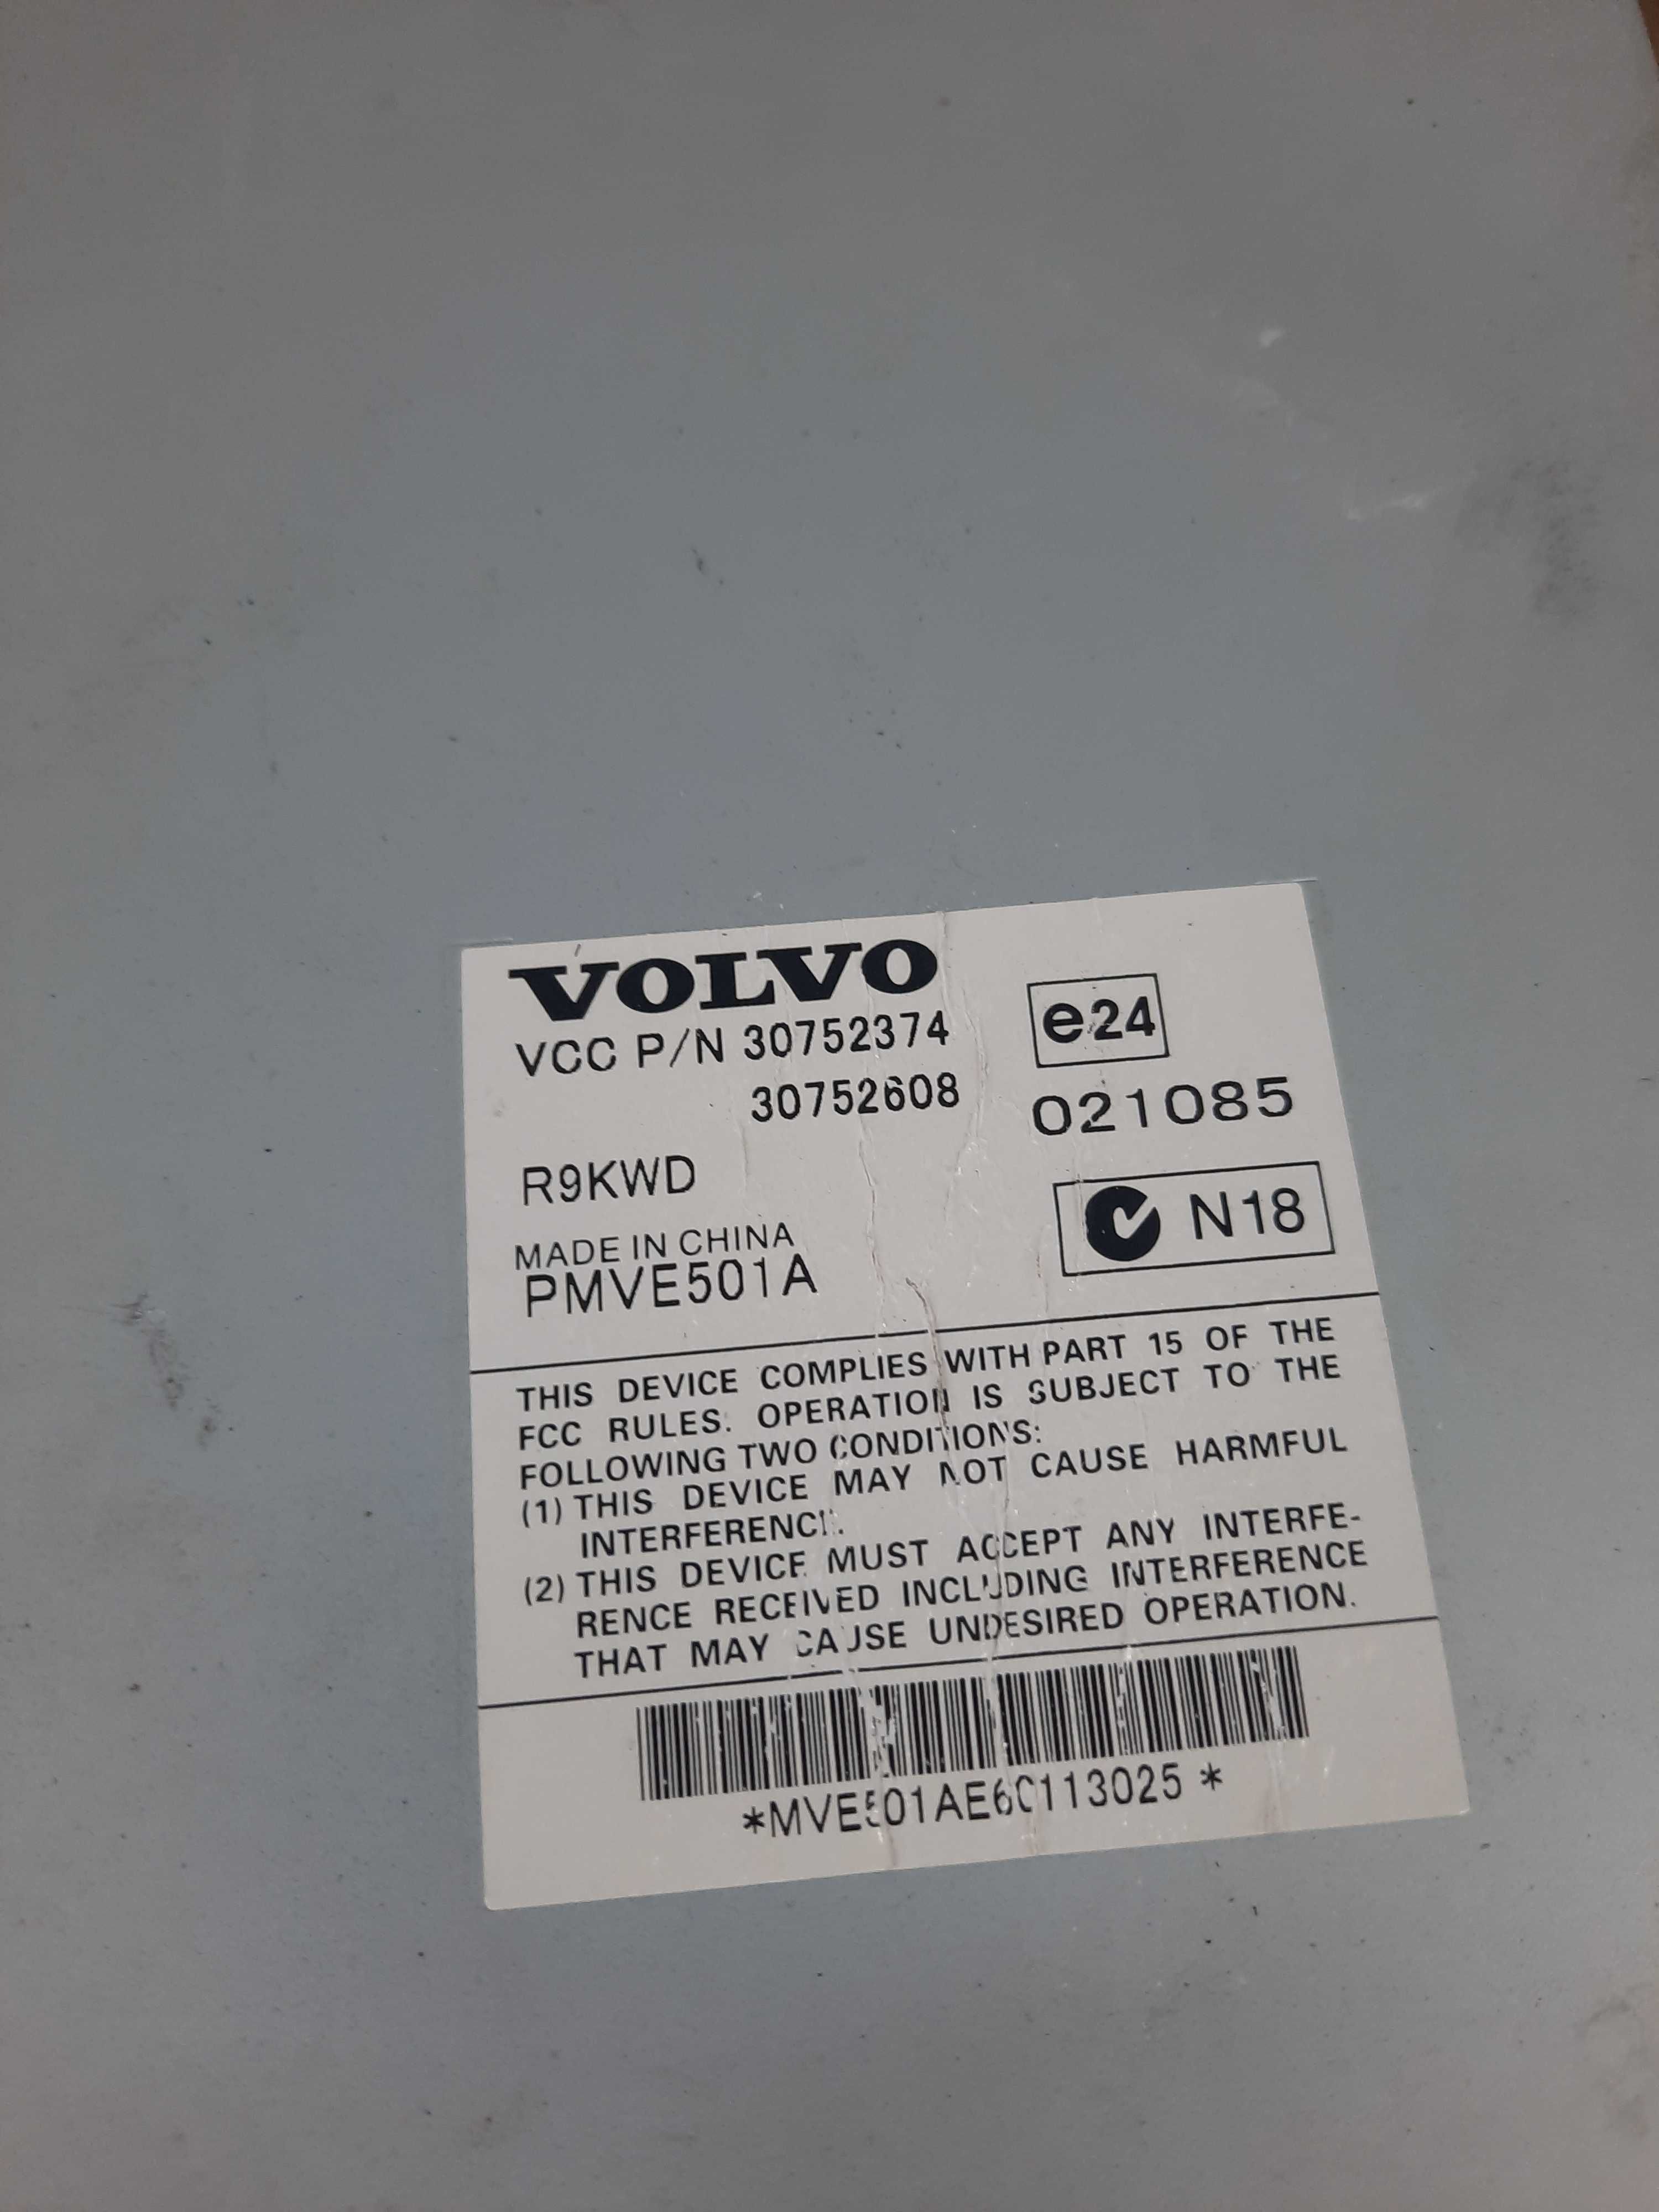 VOLVO
VCC P/N 30752374
30752608
e24
021085
R9KWD
N18
MADE IN CHINA
PMVE501A
THIS DEVICE COMPLIES WITH PART 15 OF THE
FCC RULES. OPERATION IS SUBJECT TO THE
FOLLOWING TWO CONDITIONS:
(1) THIS DEVICE MAY NOT CAUSE HARMFUL
INTERFERENCE.
(2) THIS DEVICE MUST ACCEPT ANY INTERFE-
RENCE RECEIVED INCLUDING INTERFERENCE
THAT MAY CAUSE UNDESIRED OPERATION.
*MVE501AE60113025*